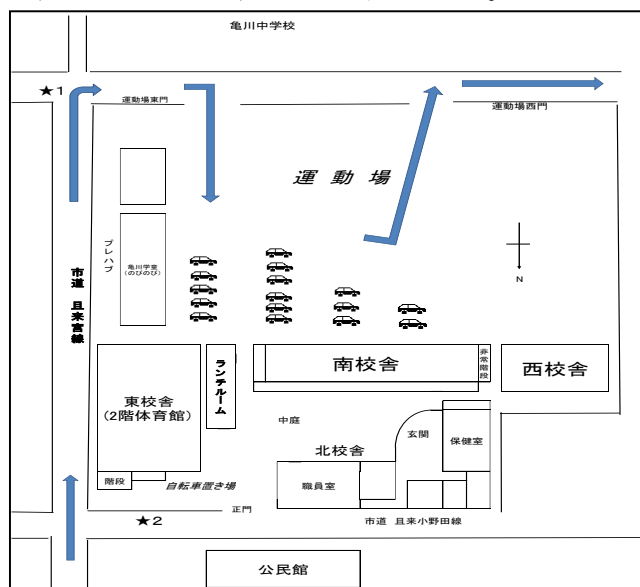 亀川中学校
★1
運動場東門
運動場西門
運動場
プレハブ
亀川学童
(のびのび)
N
市道 且来宮線
ランチルーム
南校舎
非常階段
西校舎
東校舎
(2階体育館)
中庭
玄関
保健室
北校舎
職員室
階段
自転車置き場
正門
★2
市道 且来小野田線
公民館